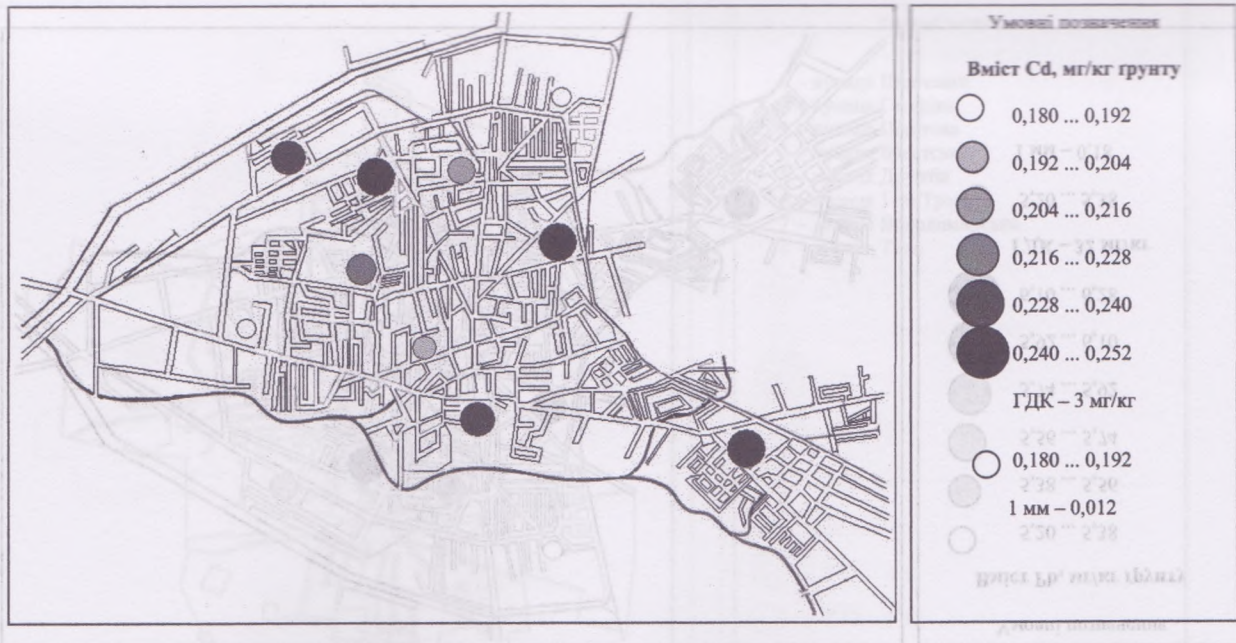 Умовні позначення
Вміст Cd, мг/кг ґрунту
0,180 ... 0,192
0,192 ... 0,204
0,204 ... 0,216
0,216 ... 0,228
0,228 ... 0,240
0,240 ... 0,252
ГДК – 3 мг/кг
0,180 ... 0,192
1 мм – 0,012